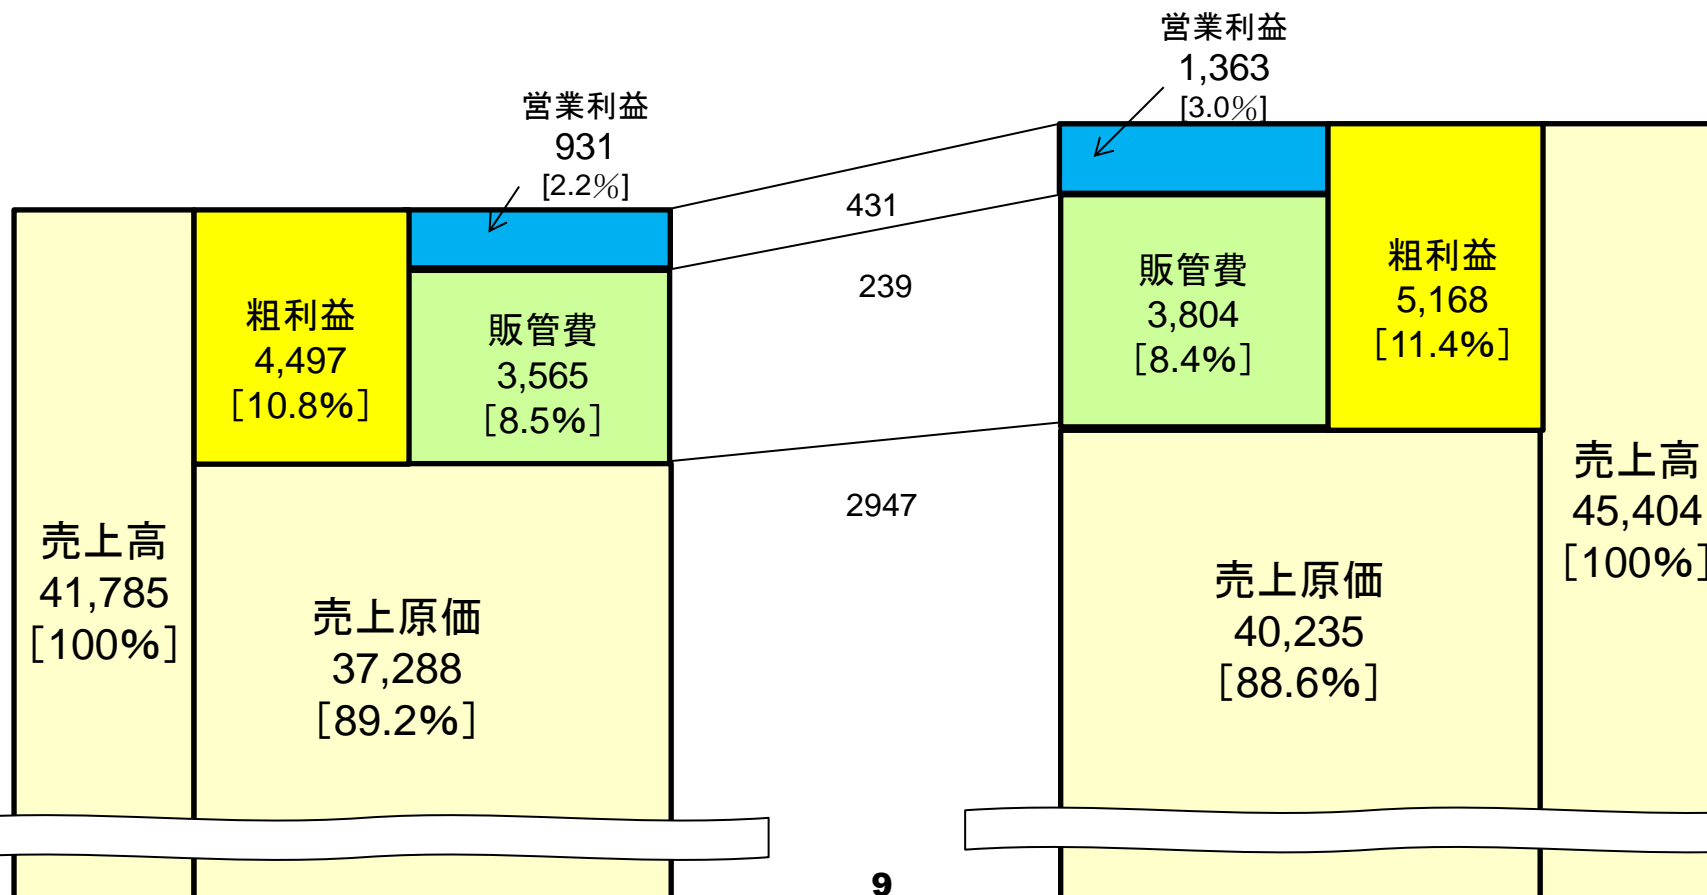 営業利益
1,363
[3.0%]
営業利益
931
[2.2%]
431
239
2947
粗利益
4,497
[10.8%]
販管費
3,565
[8.5%]
販管費
3,804
[8.4%]
粗利益
5,168
[11.4%]
売上高
41,785
[100%]
売上原価
37,288
[89.2%]
売上原価
40,235
[88.6%]
売上高
45,404
[100%]
9